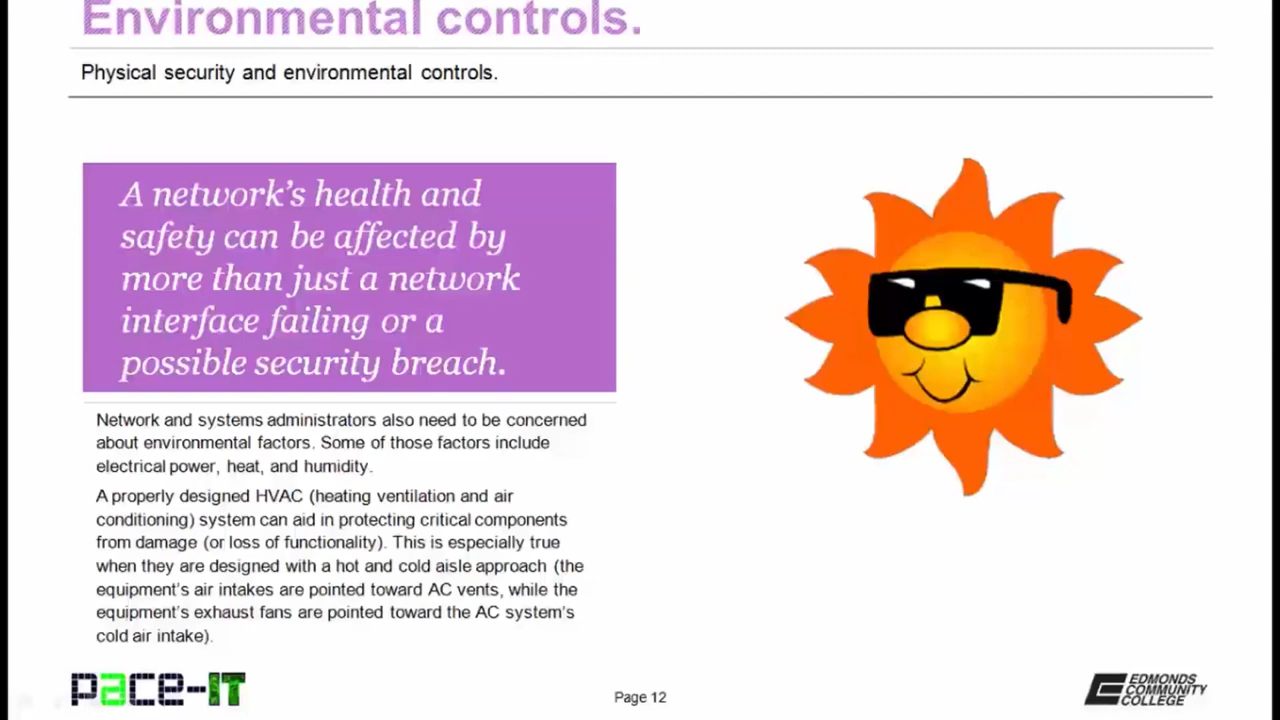 Environmental controls.
Physical security and environmental controls.
A network's health and
safety can be affected by
more than just a network
interface failing or a
possible security breach.
Network and systems administrators also need to be concerned
about environmental factors. Some of those factors include
electrical power, heat, and humidity.
A properly designed HVAC (heating ventilation and air
conditioning) system can aid in protecting critical components
from damage (or loss of functionality). This is especially true
when they are designed with a hot and cold aisle approach (the
equipment's air intakes are pointed toward AC vents, while the
equipment's exhaust fans are pointed toward the AC system's
cold air intake).
pace-IT
Page 12
EDMONDS
COMMUNITY
COLLEGE